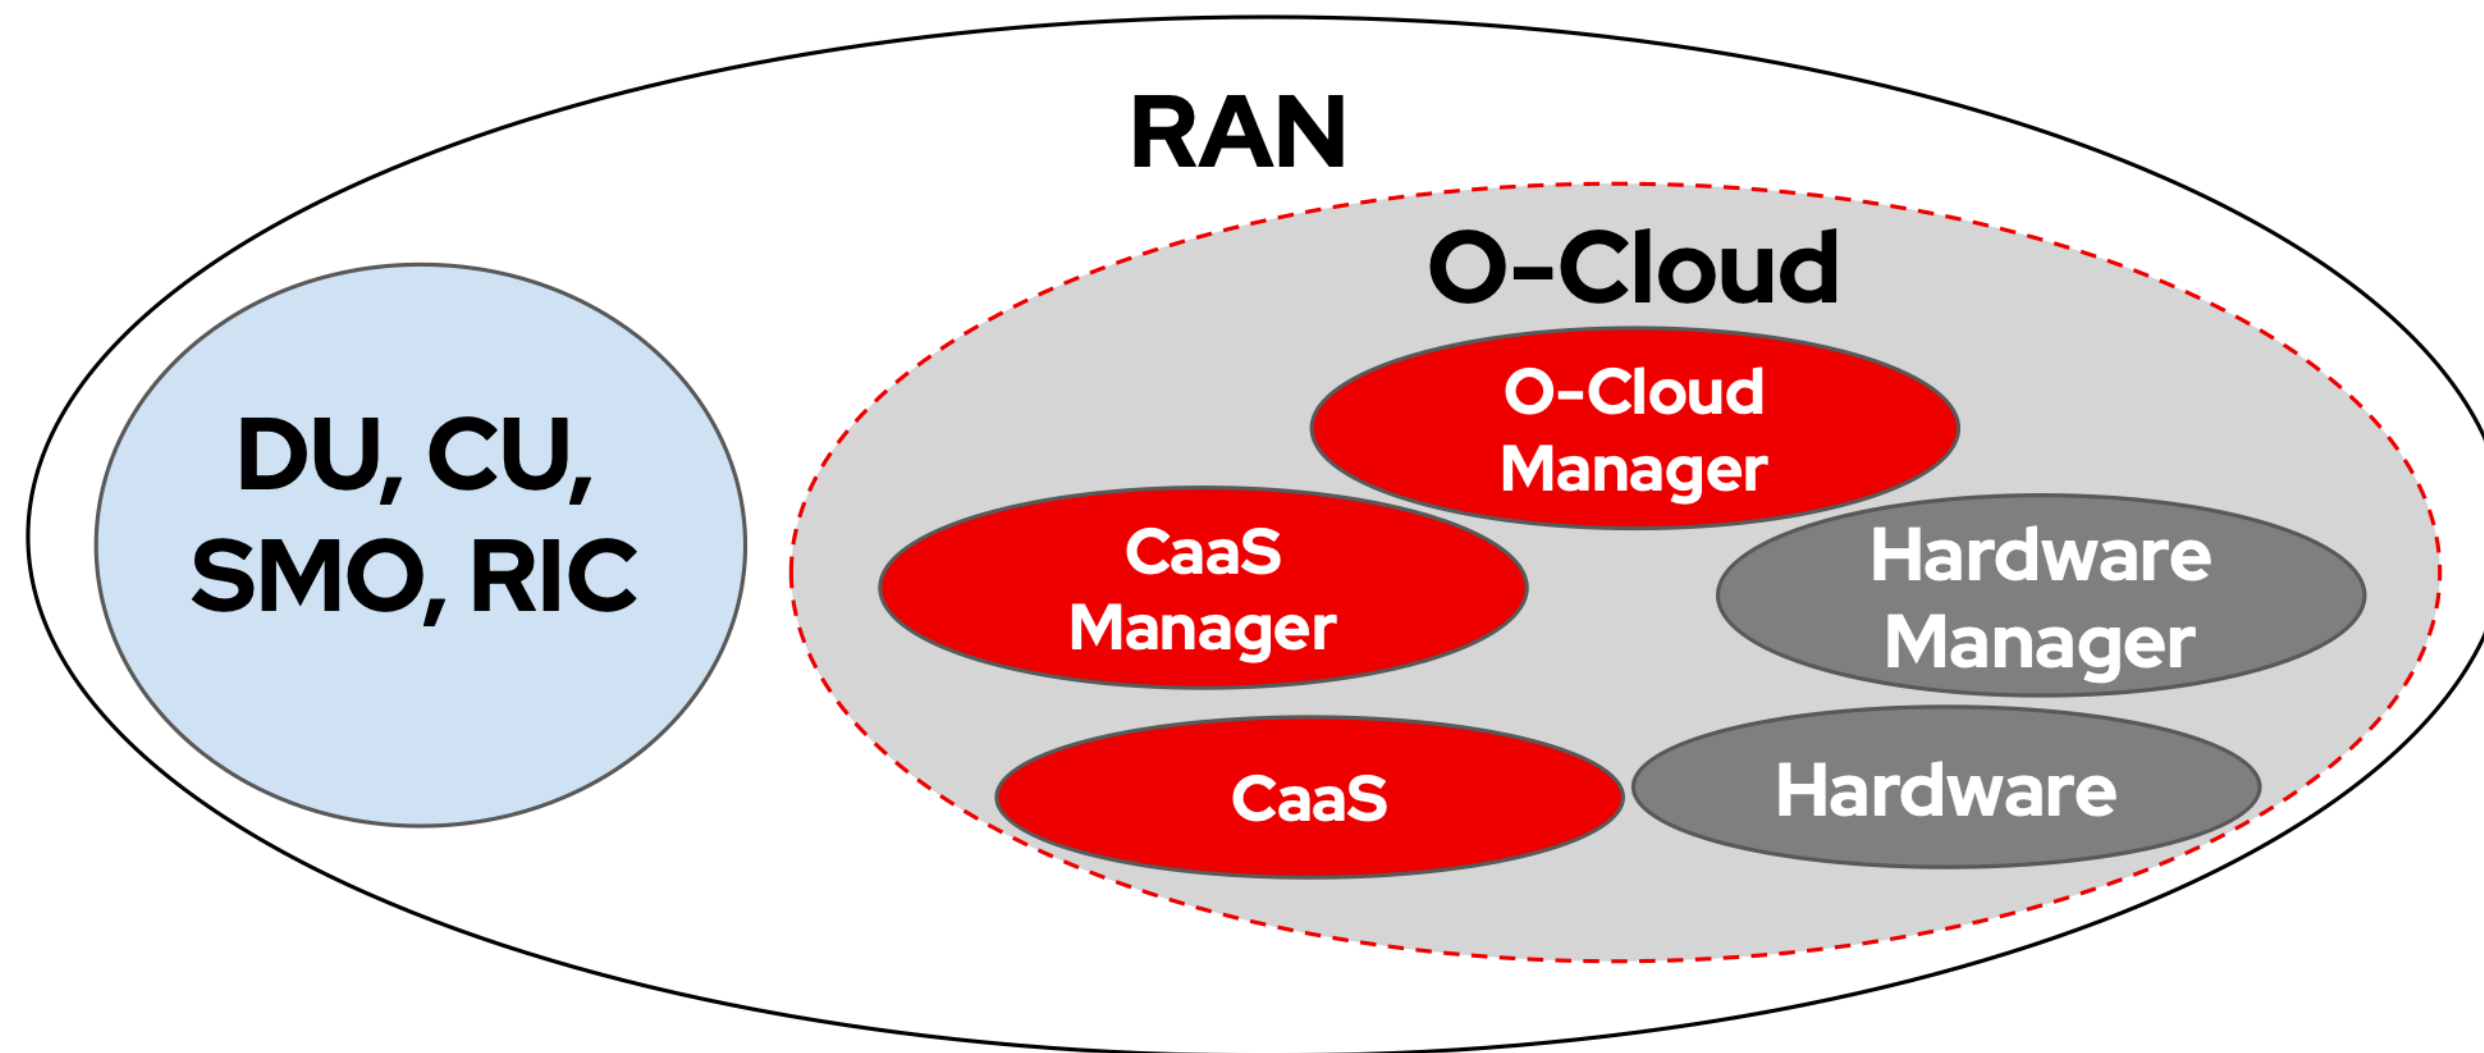 RAN
O-Cloud
DU, CU,
SMO, RIC
O-Cloud
Manager
CaaS
Manager
Hardware
Manager
CaaS
Hardware